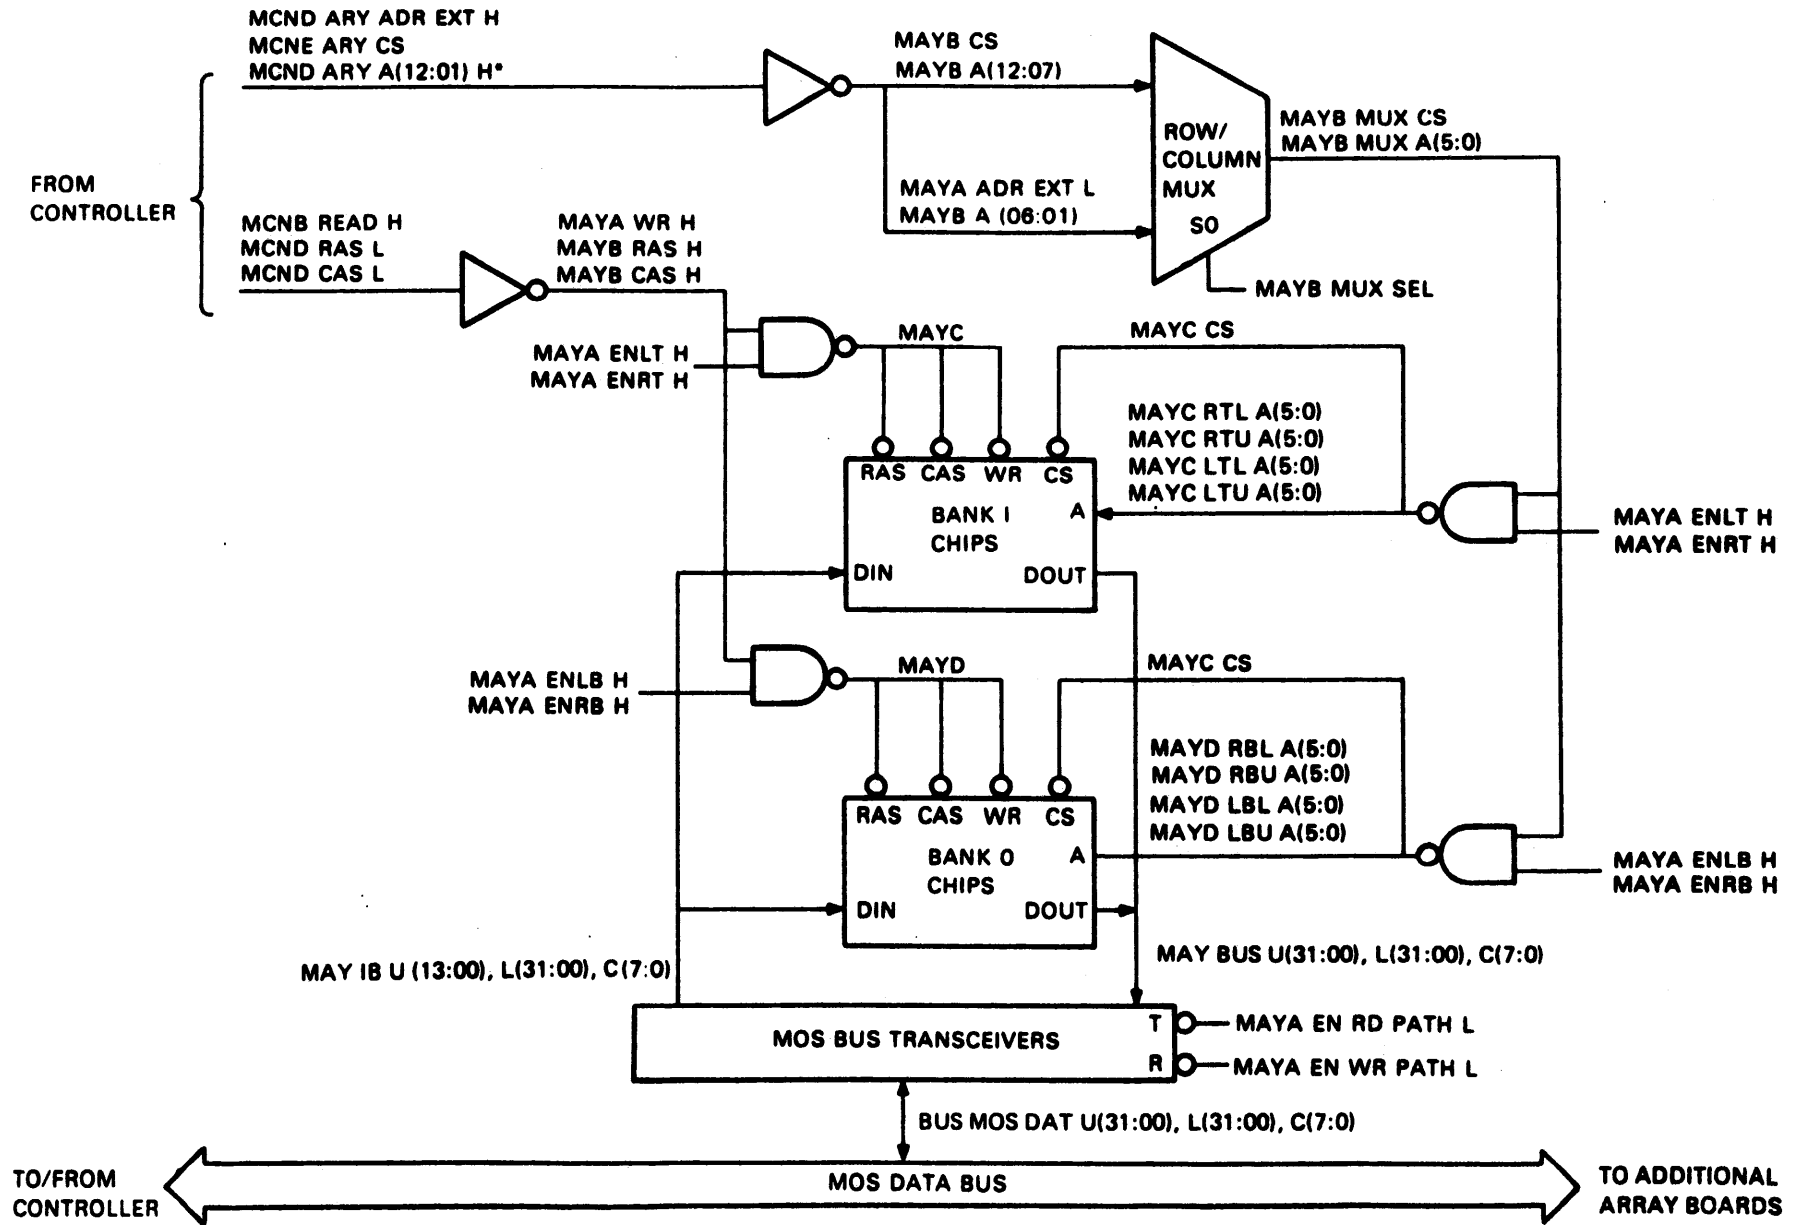 MCND ARY ADR EXT H
MCNE ARY CS
MCND ARY A(12:01) H*
MAYB CS
MAYB A(12:07)
ROW/
COLUMN
MUX
S0
MAYB MUX CS
MAYB MUX A(5:0)
FROM
CONTROLLER
MAYA ADR EXT L
MAYB A (06:01)
MCNB READ H
MCND RAS L
MCND CAS L
MAYA WR H
MAYB RAS H
MAYB CAS H
MAYB MUX SEL
MAYA ENLT H
MAYA ENRT H
MAYC
MAYC CS
MAYC RTL A(5:0)
MAYC RTU A(5:0)
MAYC LTL A(5:0)
MAYC LTU A(5:0)
RAS CAS WR CS
BANK I
CHIPS
A
DIN
DOUT
MAYA ENLT H
MAYA ENRT H
MAYA ENLB H
MAYA ENRB H
MAYD
MAYC CS
MAYD RBL A(5:0)
MAYD RBU A(5:0)
MAYD LBL A(5:0)
MAYD LBU A(5:0)
RAS CAS WR CS
BANK 0
CHIPS
A
DIN
DOUT
MAYA ENLB H
MAYA ENRB H
MAY IB U (13:00), L(31:00), C(7:0)
MAY BUS U(31:00), L(31:00), C(7:0)
MOS BUS TRANSCEIVERS
T
R
MAYA EN RD PATH L
MAYA EN WR PATH L
BUS MOS DAT U(31:00), L(31:00), C(7:0)
TO/FROM
CONTROLLER
MOS DATA BUS
TO ADDITIONAL
ARRAY BOARDS